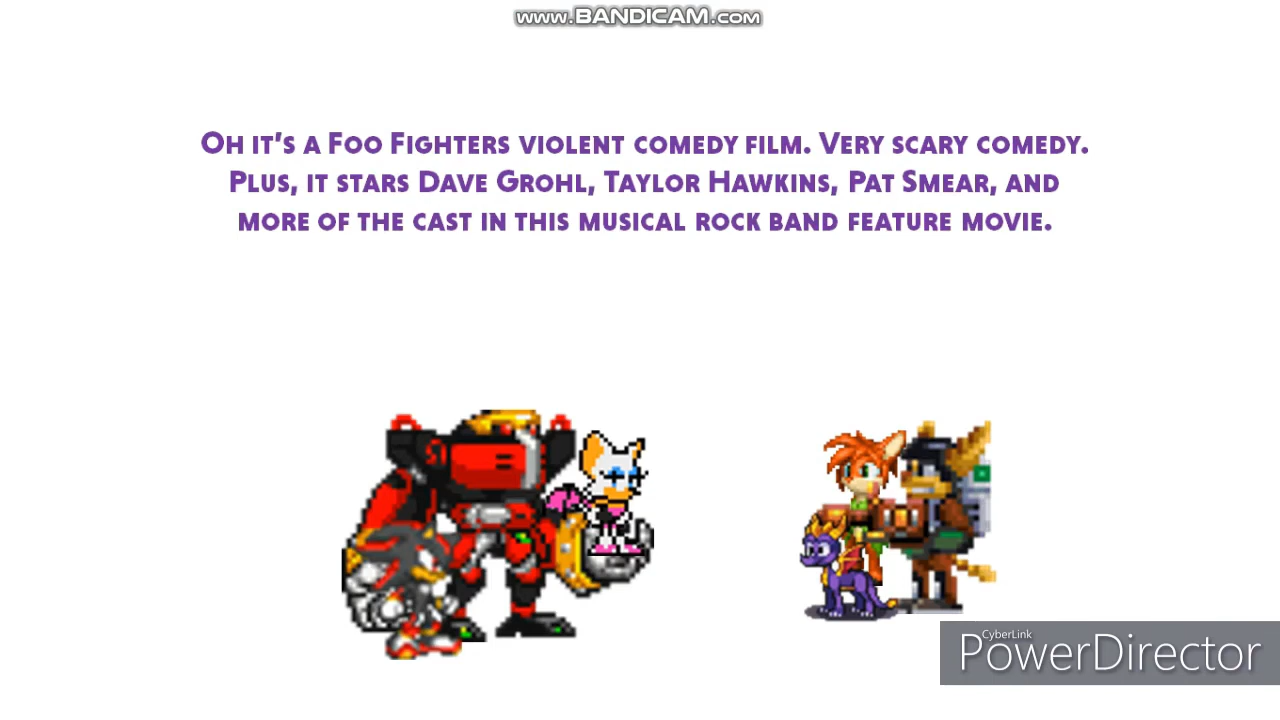 www.BANDICAM.com
Oh it's a Foo Fighters violent comedy film. Very scary comedy.
Plus, it stars Dave Grohl, Taylor Hawkins, Pat Smear, and
more of the cast in this musical rock band feature movie.
CyberLink
PowerDirector